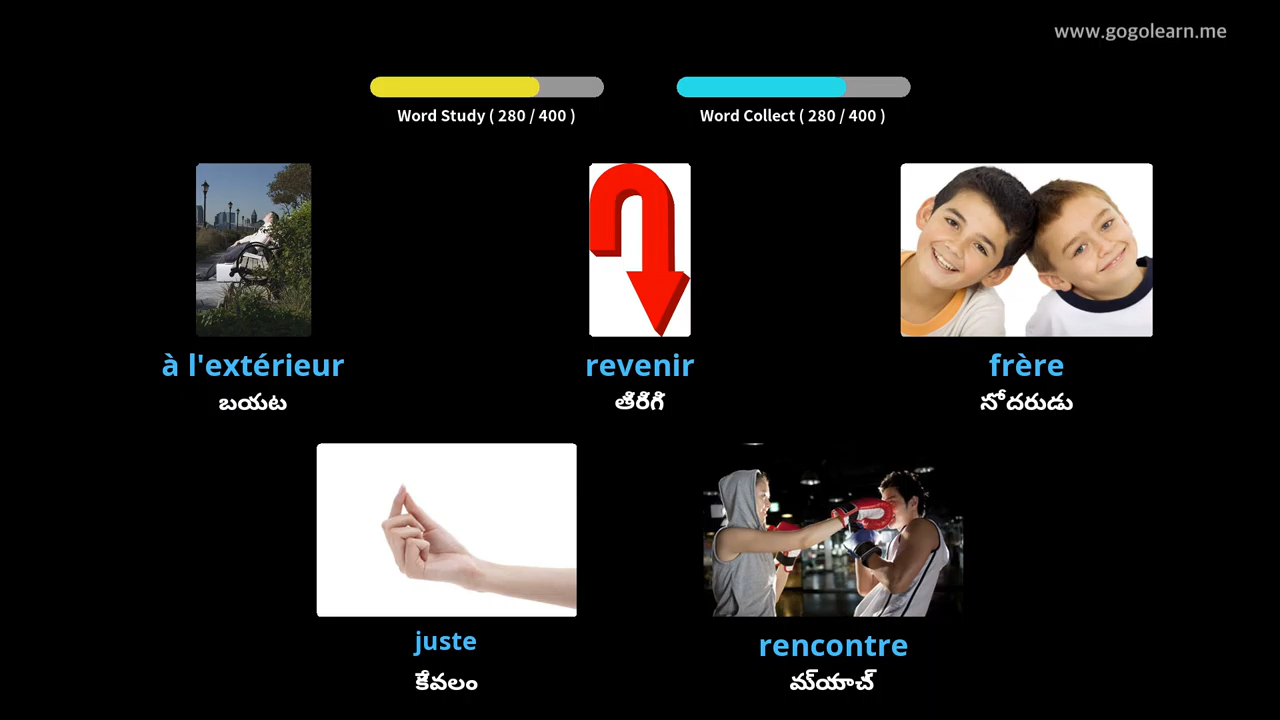 www.gogolearn.me
Word Study ( 280 / 400 )
Word Collect ( 280 / 400 )
à l'extérieur
బయట
revenir
తిరిగి
frère
సోదరుడు
juste
కేవలం
rencontre
మ్యాచ్